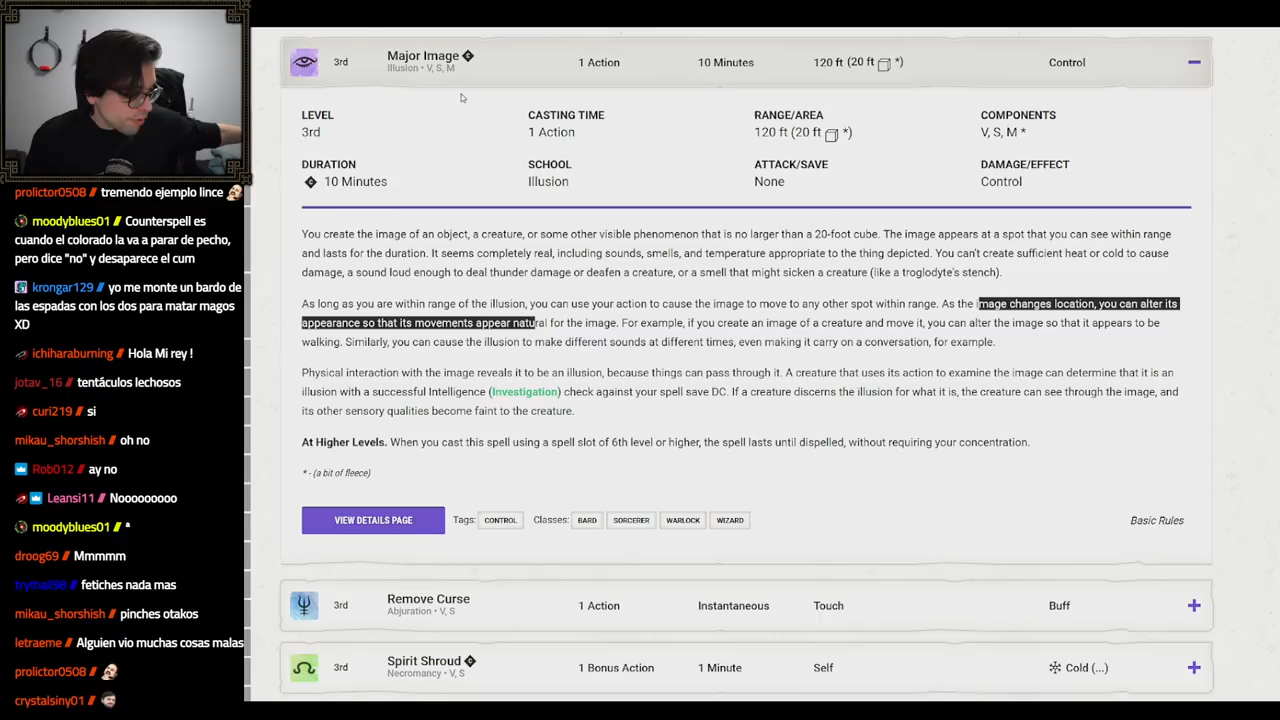 prolictor0508 // tremendo ejemplo lince
moodyblues01 // Counterspell es
cuando el colorado la va a parar de pecho,
pero dice "no" y desaparece el cum
krongar129 // yo me monte un bardo de
las espadas con los dos para matar magos
XD
ichiharaburning // Hola Mi rey !
jotav_16 // tentáculos lechosos
curi219 // si
mikau_shorshish // oh no
Rob012 // ay no
Leansi11 // Nooooooooo
moodyblues01 // *
droog69 // Mmmmm
// fetiches nada mas
mikau_shorshish // pinches otakos
letraeme // Alguien vio muchas cosas malas
prolictor0508 //
crystalsiny01 //
3rd
Major Image
Illusion • V, S, M
1 Action
10 Minutes
120 ft (20 ft *)
Control
LEVEL
3rd
CASTING TIME
1 Action
RANGE/AREA
120 ft (20 ft *)
COMPONENTS
V, S, M *
DURATION
10 Minutes
SCHOOL
Illusion
ATTACK/SAVE
None
DAMAGE/EFFECT
Control
You create the image of an object, a creature, or some other visible phenomenon that is no larger than a 20-foot cube. The image appears at a spot that you can see within range
and lasts for the duration. It seems completely real, including sounds, smells, and temperature appropriate to the thing depicted. You can't create sufficient heat or cold to cause
damage, a sound loud enough to deal thunder damage or deafen a creature, or a smell that might sicken a creature (like a troglodyte's stench).
As long as you are within range of the illusion, you can use your action to cause the image to move to any other spot within range. As the image changes location, you can alter its
appearance so that its movements appear natural for the image. For example, if you create an image of a creature and move it, you can alter the image so that it appears to be
walking. Similarly, you can cause the illusion to make different sounds at different times, even making it carry on a conversation, for example.
Physical interaction with the image reveals it to be an illusion, because things can pass through it. A creature that uses its action to examine the image can determine that it is an
illusion with a successful Intelligence (Investigation) check against your spell save DC. If a creature discerns the illusion for what it is, the creature can see through the image, and
its other sensory qualities become faint to the creature.
At Higher Levels. When you cast this spell using a spell slot of 6th level or higher, the spell lasts until dispelled, without requiring your concentration.
* - (a bit of fleece)
VIEW DETAILS PAGE
Tags: CONTROL
Classes: BARD SORCERER WARLOCK WIZARD
Basic Rules
3rd
Remove Curse
Abjuration • V, S
1 Action
Instantaneous
Touch
Buff
3rd
Spirit Shroud
Necromancy • V, S
1 Bonus Action
1 Minute
Self
Cold (...)